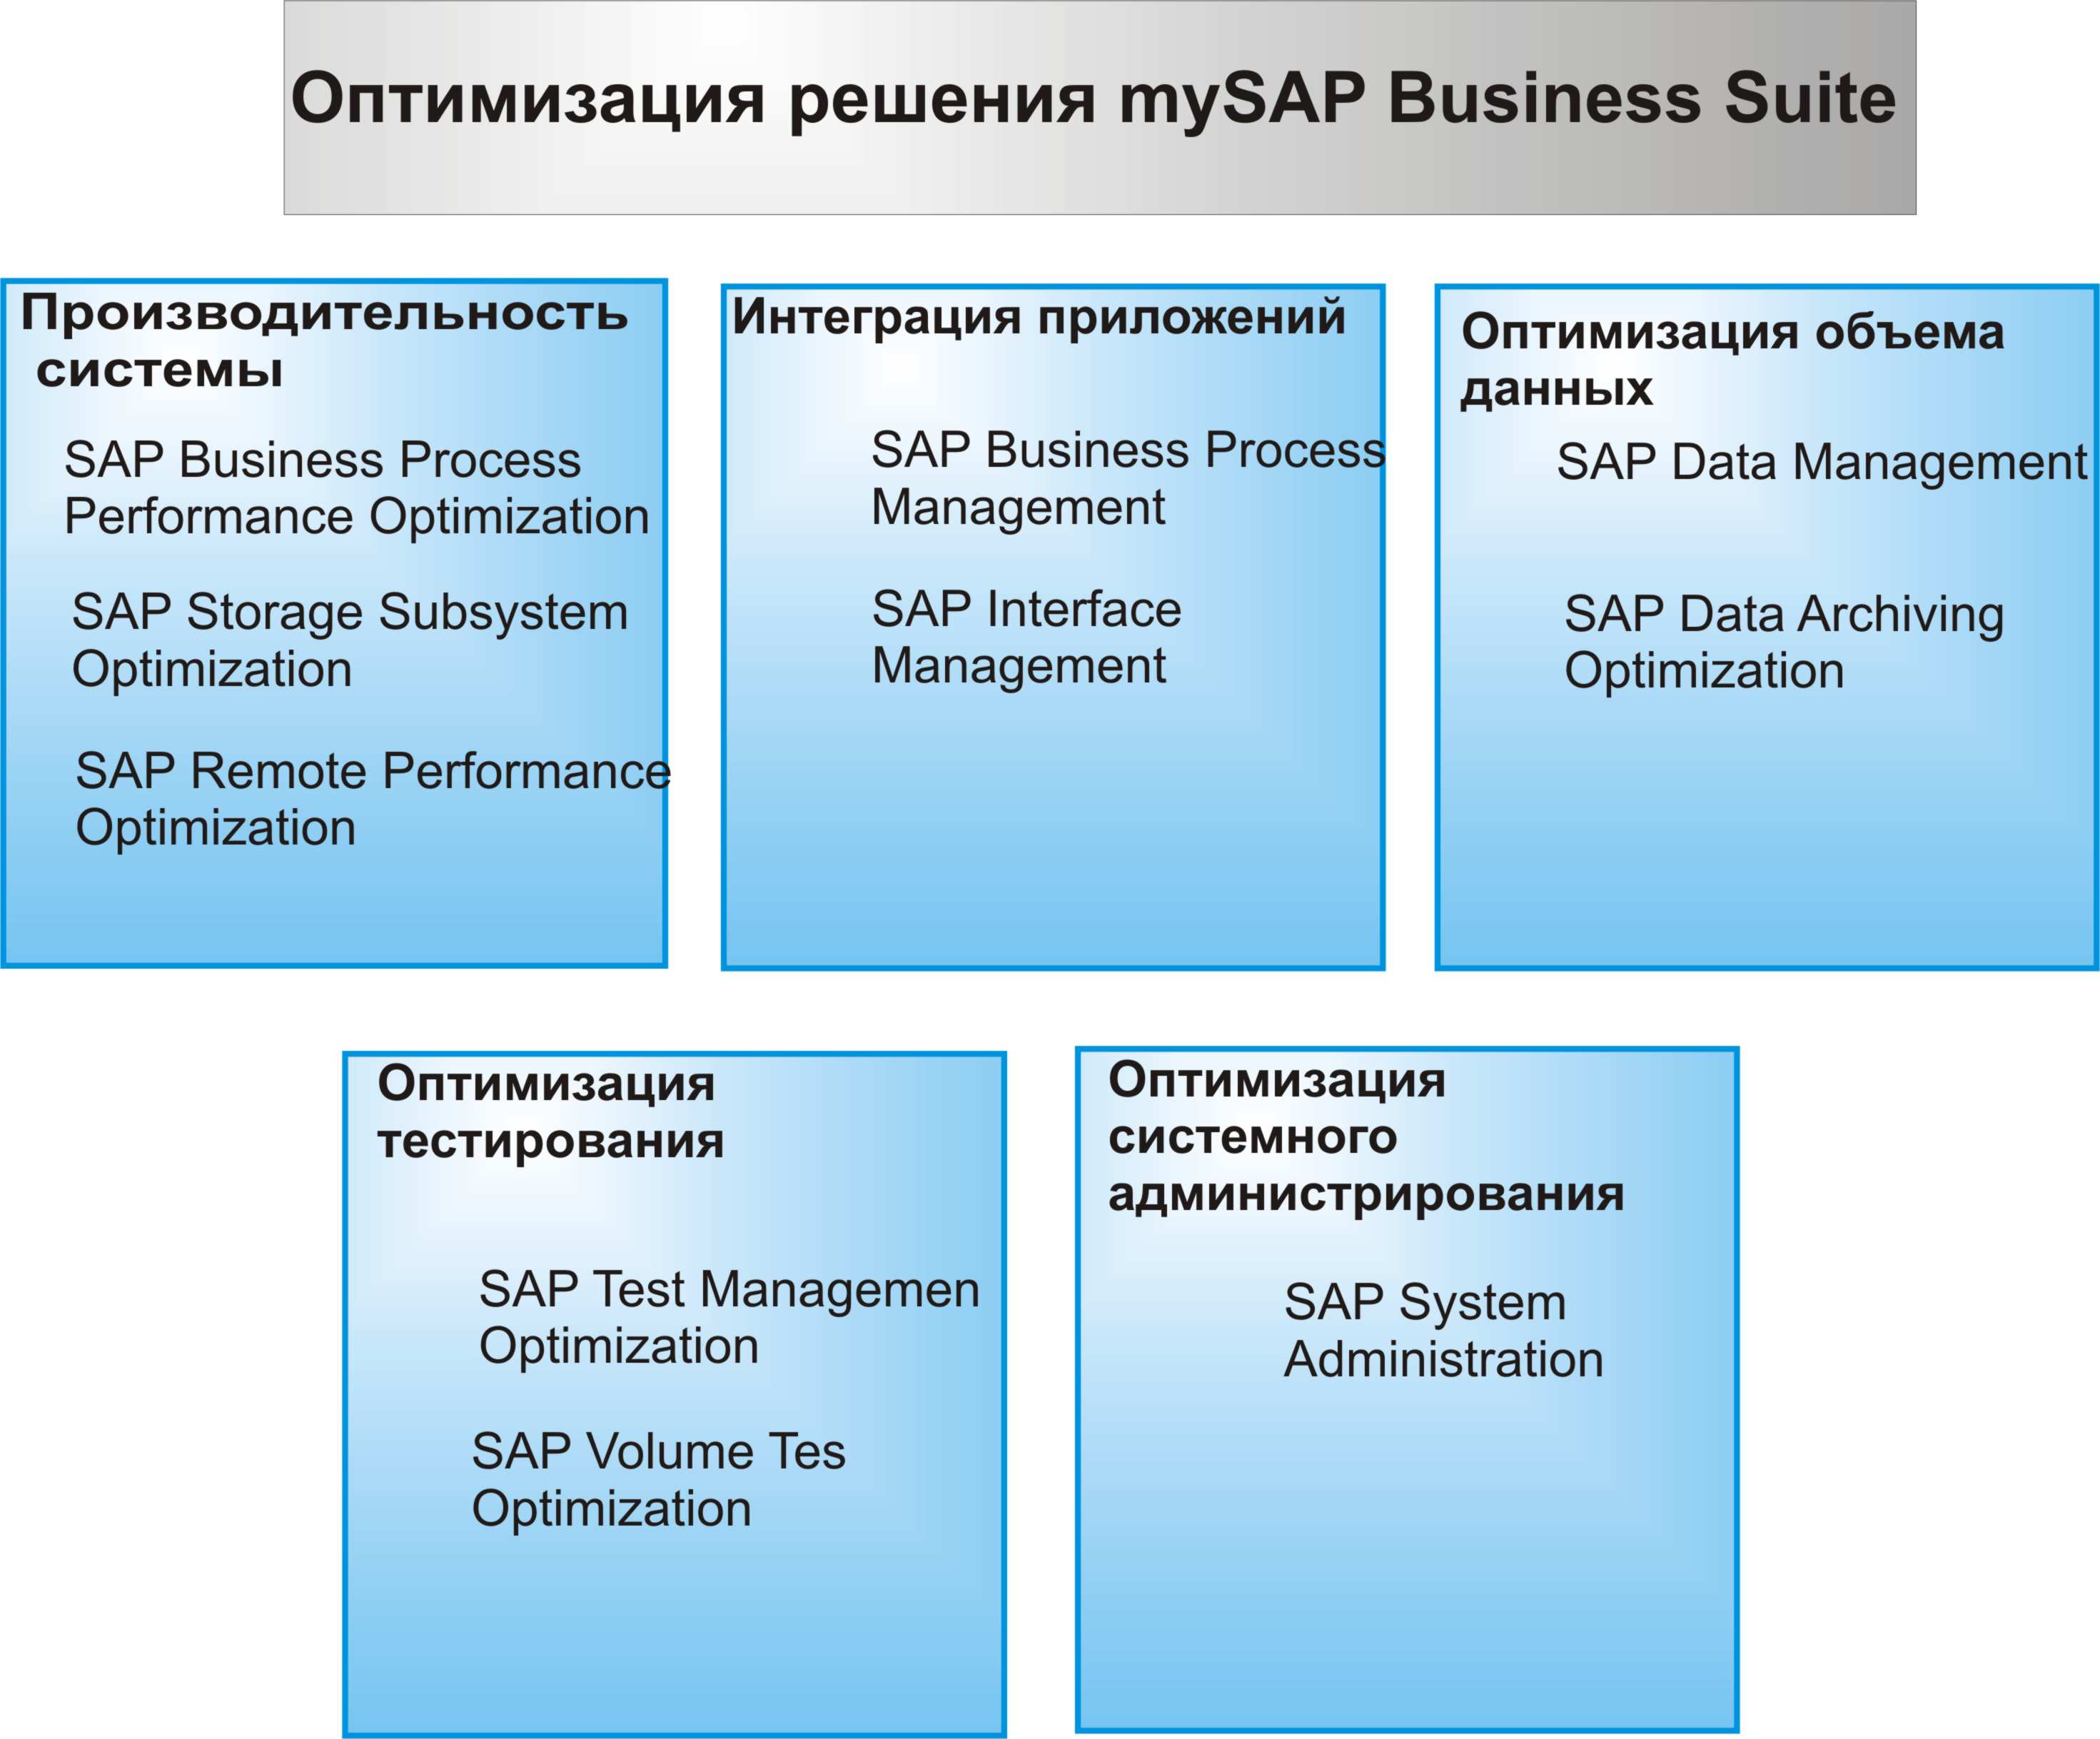 Оптимизация решения mySAP Business Suite
Производительность
системы
SAP Business Process
Performance Optimization
SAP Storage Subsystem
Optimization
SAP Remote Performance
Optimization
Интеграция приложений
SAP Business Process
Management
SAP Interface
Management
Оптимизация объема
данных
SAP Data Management
SAP Data Archiving
Optimization
Оптимизация
тестирования
SAP Test Managemen
Optimization
SAP Volume Tes
Optimization
Оптимизация
системного
администрирования
SAP System
Administration